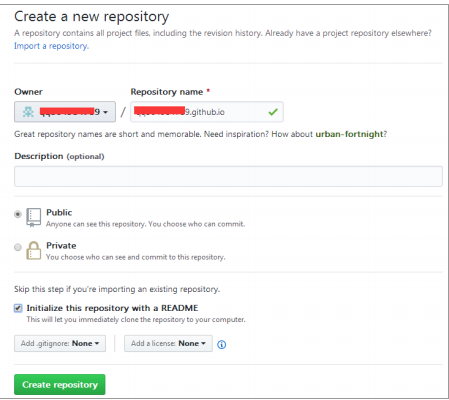 Create a new repository
A repository contains all project files, including the revision history. Already have a project repository elsewhere?
Import a repository.
Owner Repository name *
/ 9.github.io
Great repository names are short and memorable. Need inspiration? How about urban-fortnight?
Description (optional)
Public
Anyone can see this repository. You choose who can commit.
Private
You choose who can see and commit to this repository.
Skip this step if you're importing an existing repository.
Initialize this repository with a README
This will let you immediately clone the repository to your computer.
Add .gitignore: None Add a license: None
Create repository